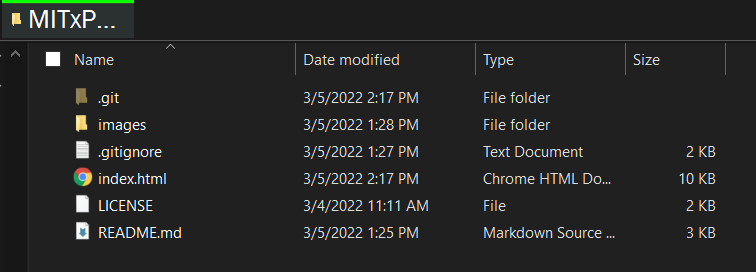 MITxP...
Name Date modified Type Size
.git 3/5/2022 2:17 PM File folder
images 3/5/2022 1:28 PM File folder
.gitignore 3/5/2022 1:27 PM Text Document 2 KB
index.html 3/5/2022 2:17 PM Chrome HTML Do... 10 KB
LICENSE 3/4/2022 11:11 AM File 2 KB
README.md 3/5/2022 1:25 PM Markdown Source ... 3 KB